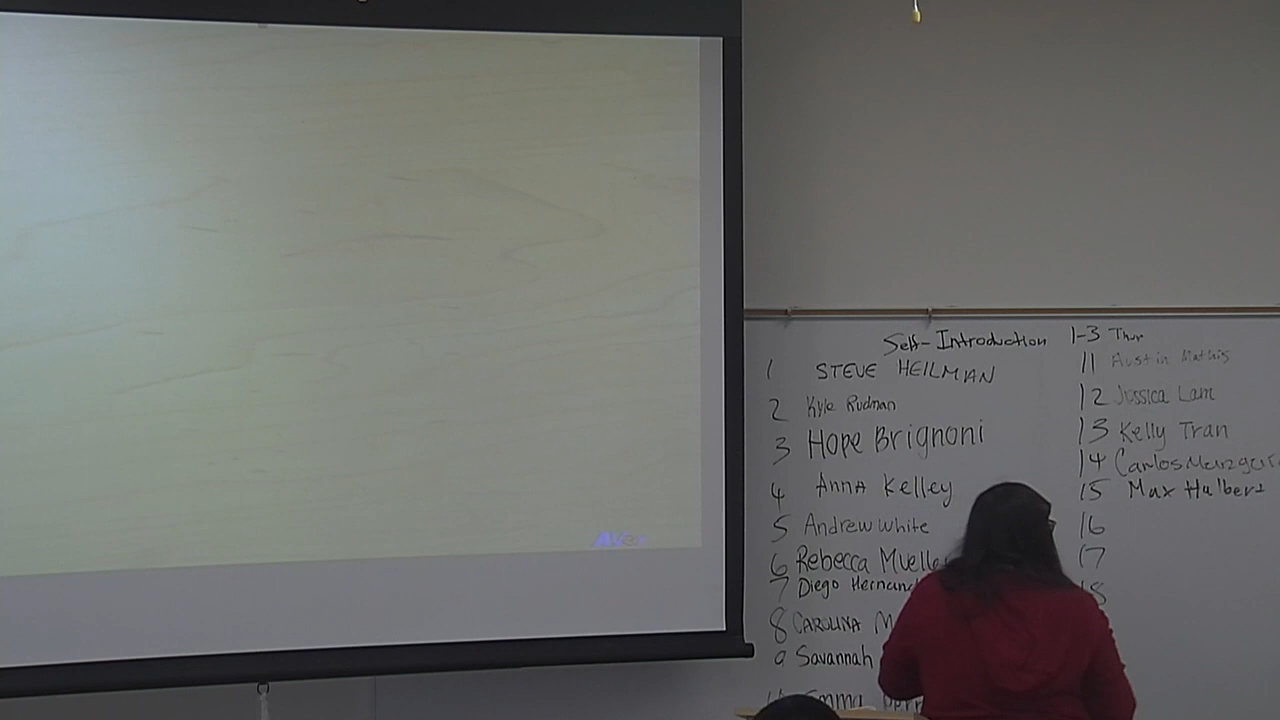 Self-Introduction 1-3 Thur
1 STEVE HEILMAN
2 Kyle Rudman
3 Hope Brignoni
4 Anna Kelley
5 Andrew White
6 Rebecca
7 Diego
8 CAROLINA
9 Savannah
Emma
11 Austin Mathis
12 Jessica Lam
13 Kelly Tran
14 Carlos
15 Max Halbert
16
17